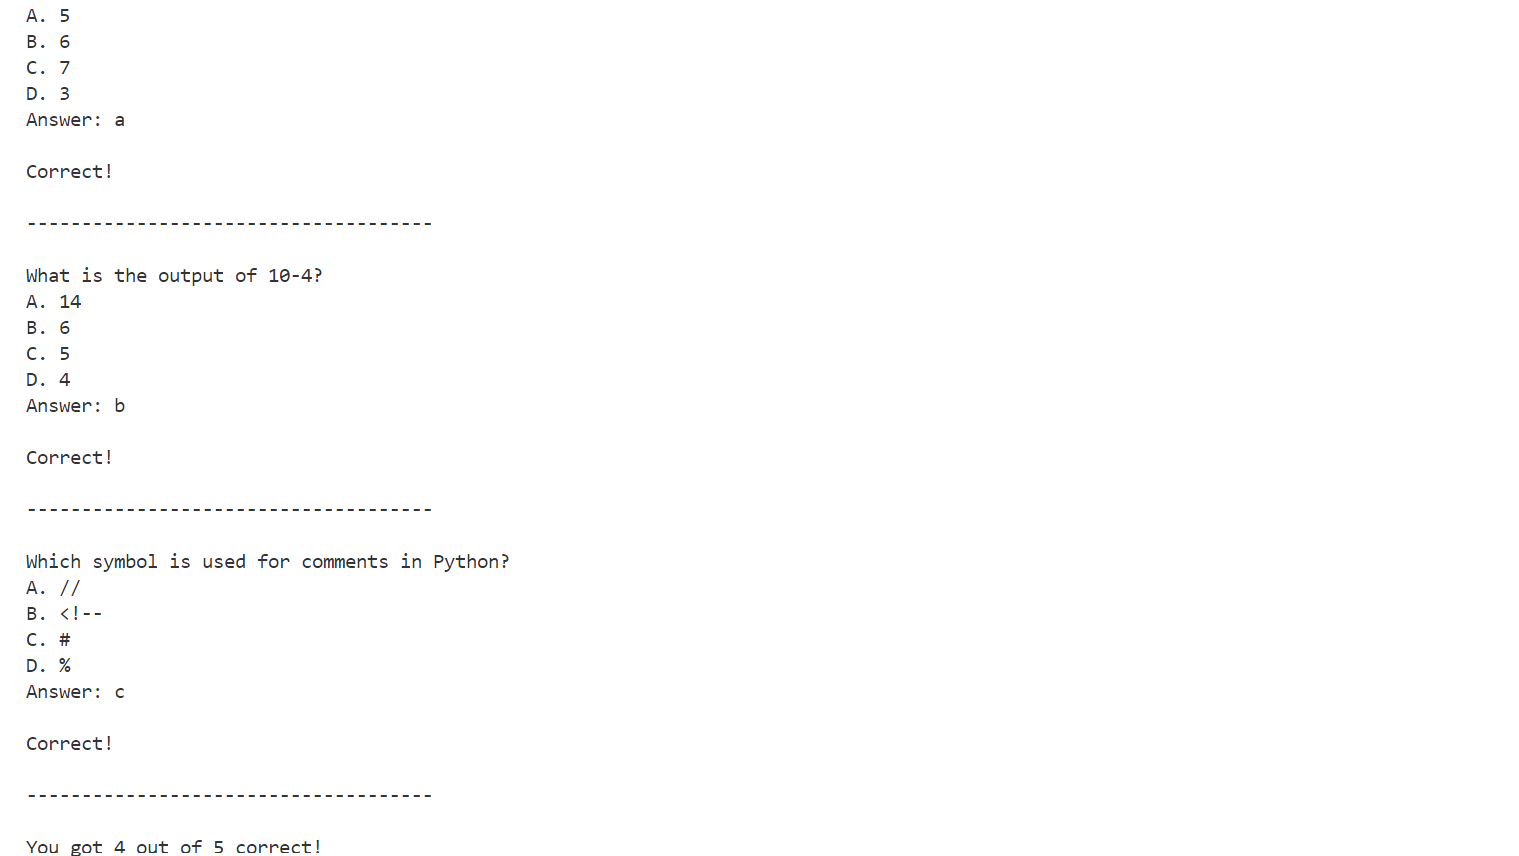 A. 5
B. 6
C. 7
D. 3
Answer: a
Correct!
-------------------------------------
What is the output of 10-4?
A. 14
B. 6
C. 5
D. 4
Answer: b
Correct!
-------------------------------------
Which symbol is used for comments in Python?
A. //
B. <!--
C. #
D. %
Answer: c
Correct!
-------------------------------------
You got 4 out of 5 correct!